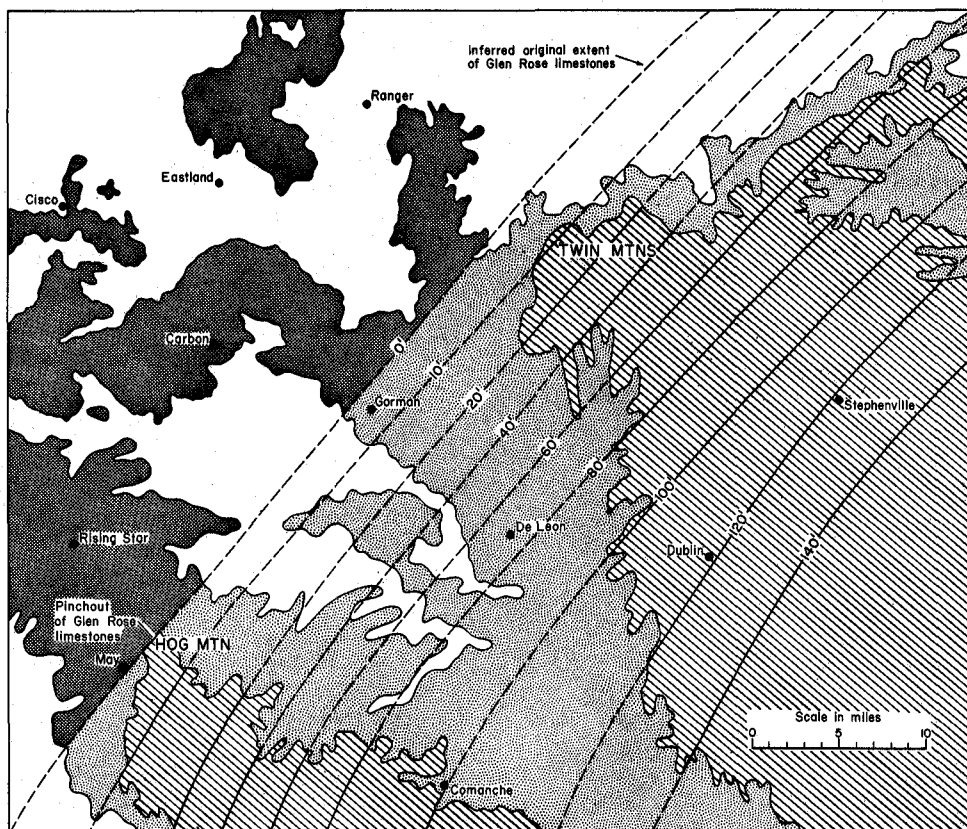 Inferred original extent
of Glen Rose limestones
Ranger
Eastland
Cisco
TWIN MTNS
Carbon
0'
10'
20'
40'
60'
80'
100'
120'
140'
Gorman
Stephenville
De Leon
Dublin
Rising Star
Pinchout
of Glen Rose
limestones
HOG MTN
May
Scale in miles
0 5 10
Comanche